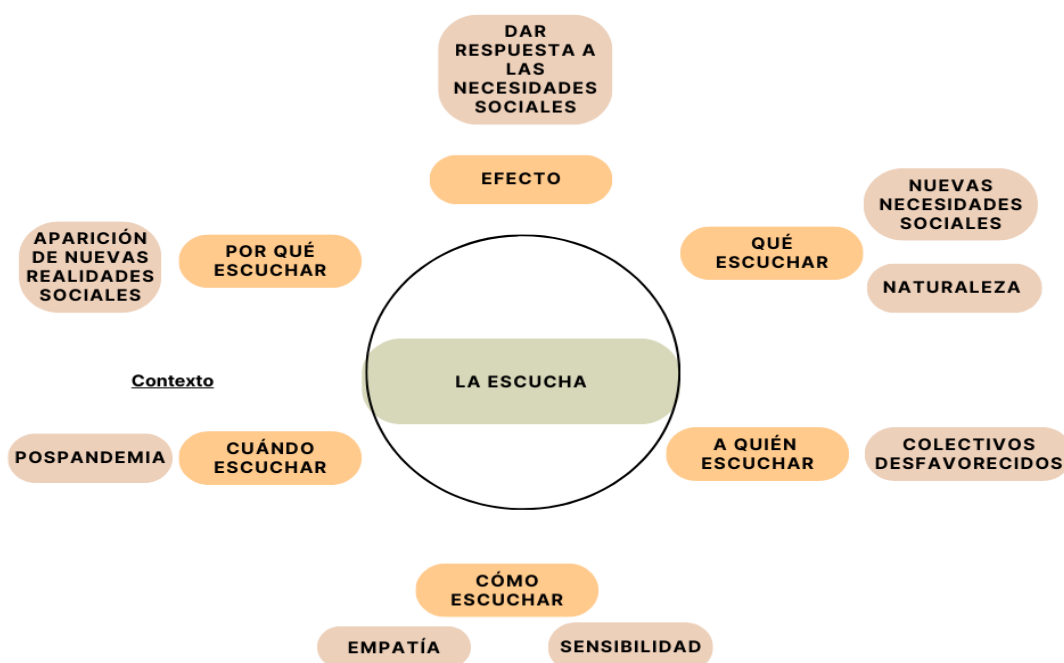 DAR
RESPUESTA A
LAS
NECESIDADES
SOCIALES
EFECTO
NUEVAS
NECESIDADES
SOCIALES
QUÉ
ESCUCHAR
NATURALEZA
APARICIÓN
DE NUEVAS
REALIDADES
SOCIALES
POR QUÉ
ESCUCHAR
LA ESCUCHA
Contexto
POSPANDEMIA
CUÁNDO
ESCUCHAR
A QUIÉN
ESCUCHAR
COLECTIVOS
DESFAVORECIDOS
CÓMO
ESCUCHAR
EMPATÍA
SENSIBILIDAD